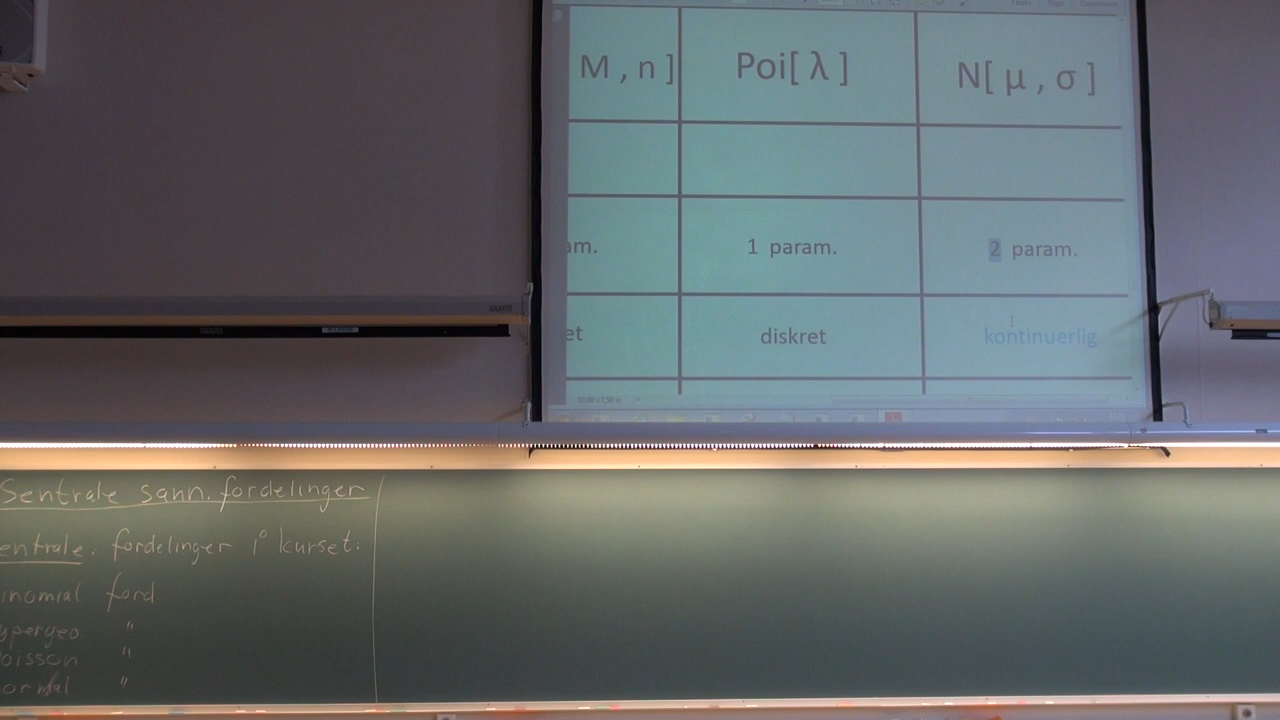 M , n ] Poi[ λ ] N[ μ , σ ]
am. 1 param. 2 param.
et diskret kontinuerlig
Sentrale sann. fordelinger
entrale. fordelinger i kurset:
inomial ford
ypergeo. "
oisson "
ormal "